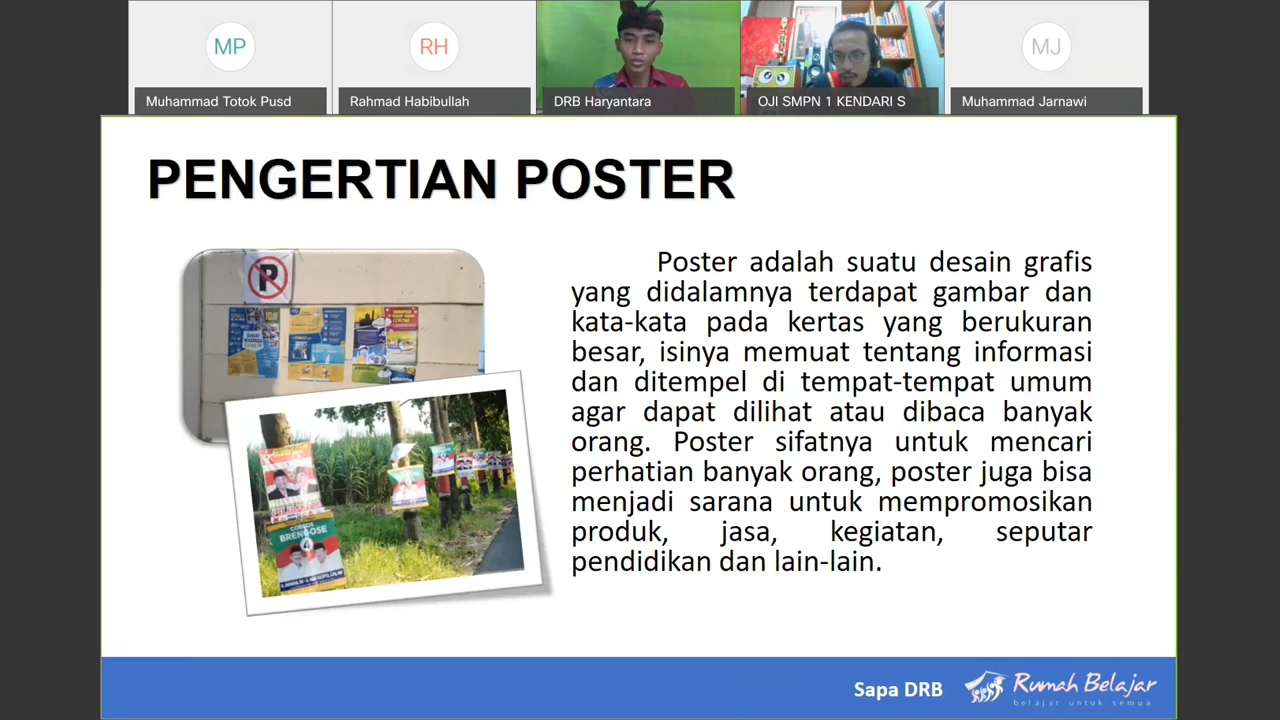 MP
RH
MJ
Muhammad Totok Pusd
Rahmad Habibullah
DRB Haryantara
OJI SMPN 1 KENDARI S
Muhammad Jarnawi
PENGERTIAN POSTER
P
BRENGOSE
4
Poster adalah suatu desain grafis
yang didalamnya terdapat gambar dan
kata-kata pada kertas yang berukuran
besar, isinya memuat tentang informasi
dan ditempel di tempat-tempat umum
agar dapat dilihat atau dibaca banyak
orang. Poster sifatnya untuk mencari
perhatian banyak orang, poster juga bisa
menjadi sarana untuk mempromosikan
produk, jasa, kegiatan, seputar
pendidikan dan lain-lain.
Sapa DRB
Rumah Belajar
belajar untuk semua